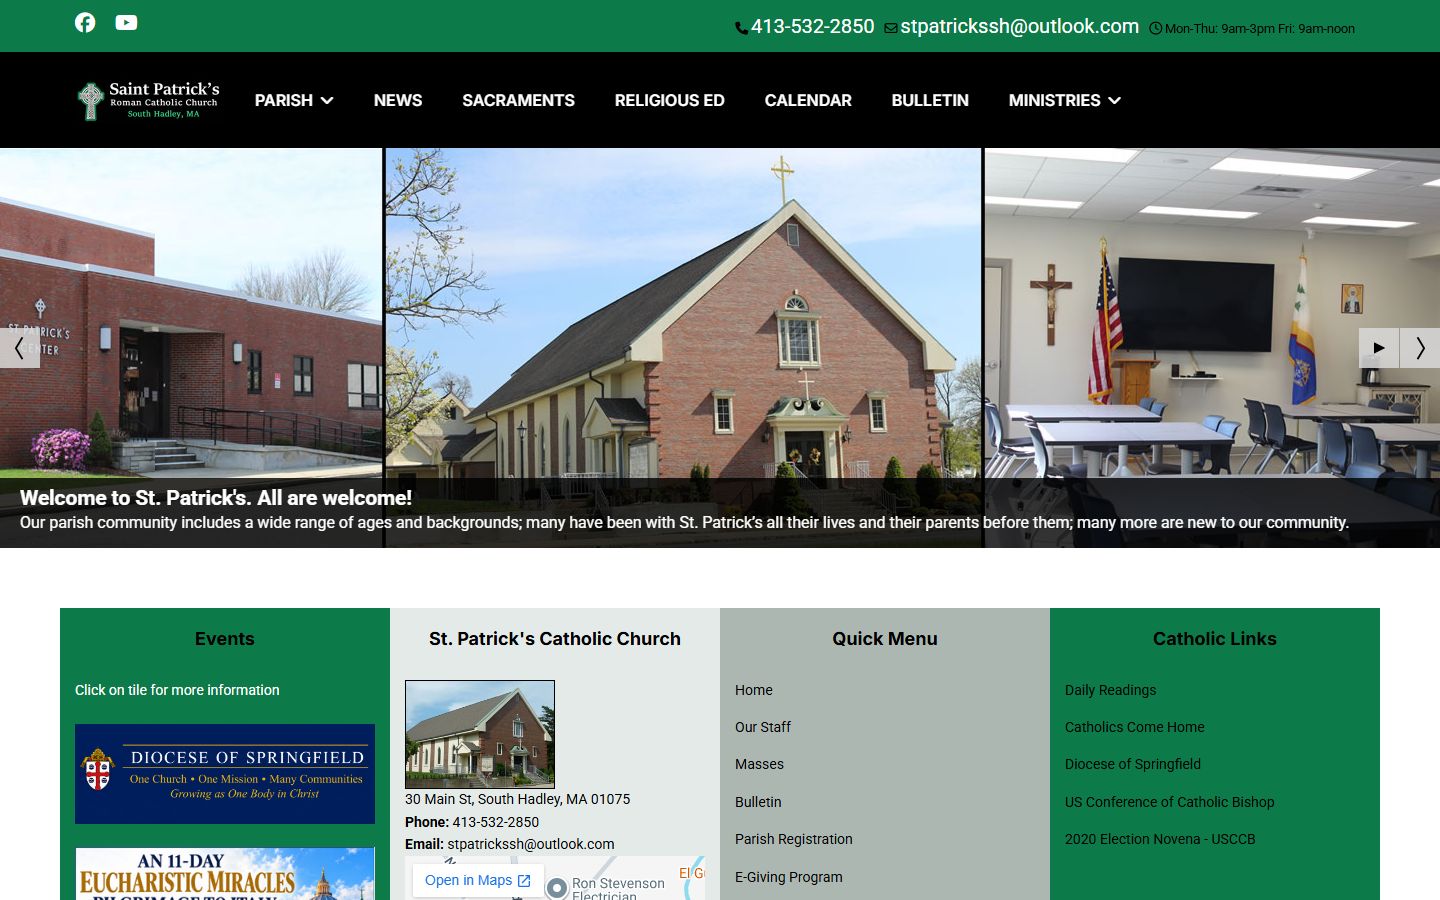 413-532-2850 stpatrickssh@outlook.com Mon-Thu: 9am-3pm Fri: 9am-noon
Saint Patrick's
Roman Catholic Church
South Hadley, MA
PARISH NEWS SACRAMENTS RELIGIOUS ED CALENDAR BULLETIN MINISTRIES
ST. PATRICK'S
CENTER
Welcome to St. Patrick's. All are welcome!
Our parish community includes a wide range of ages and backgrounds; many have been with St. Patrick's all their lives and their parents before them; many more are new to our community.
Events
Click on tile for more information
DIOCESE OF SPRINGFIELD
One Church • One Mission • Many Communities
Growing as One Body in Christ
AN 11-DAY
EUCHARISTIC MIRACLES
PILGRIMAGE TO ITALY
St. Patrick's Catholic Church
30 Main St, South Hadley, MA 01075
Phone: 413-532-2850
Email: stpatrickssh@outlook.com
Open in Maps
Ron Stevenson
Electrician
Quick Menu
Home
Our Staff
Masses
Bulletin
Parish Registration
E-Giving Program
Catholic Links
Daily Readings
Catholics Come Home
Diocese of Springfield
US Conference of Catholic Bishop
2020 Election Novena - USCCB